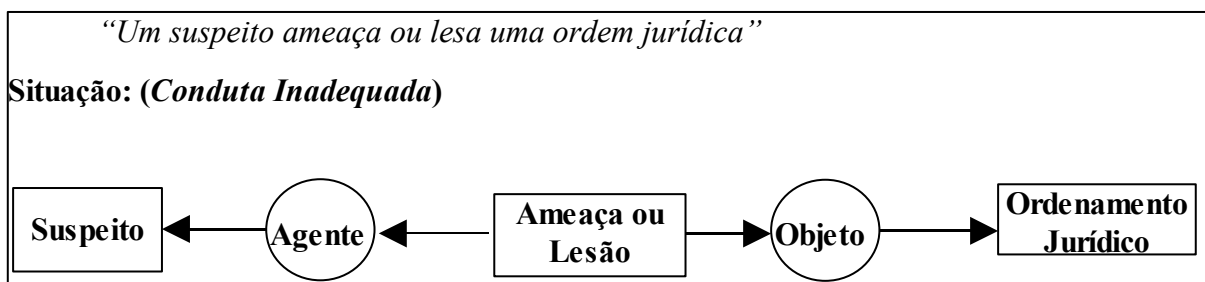 “Um suspeito ameaça ou lesa uma ordem jurídica”
Situação: (Conduta Inadequada)
Suspeito
Agente
Ameaça ou
Lesão
Objeto
Ordenamento
Jurídico